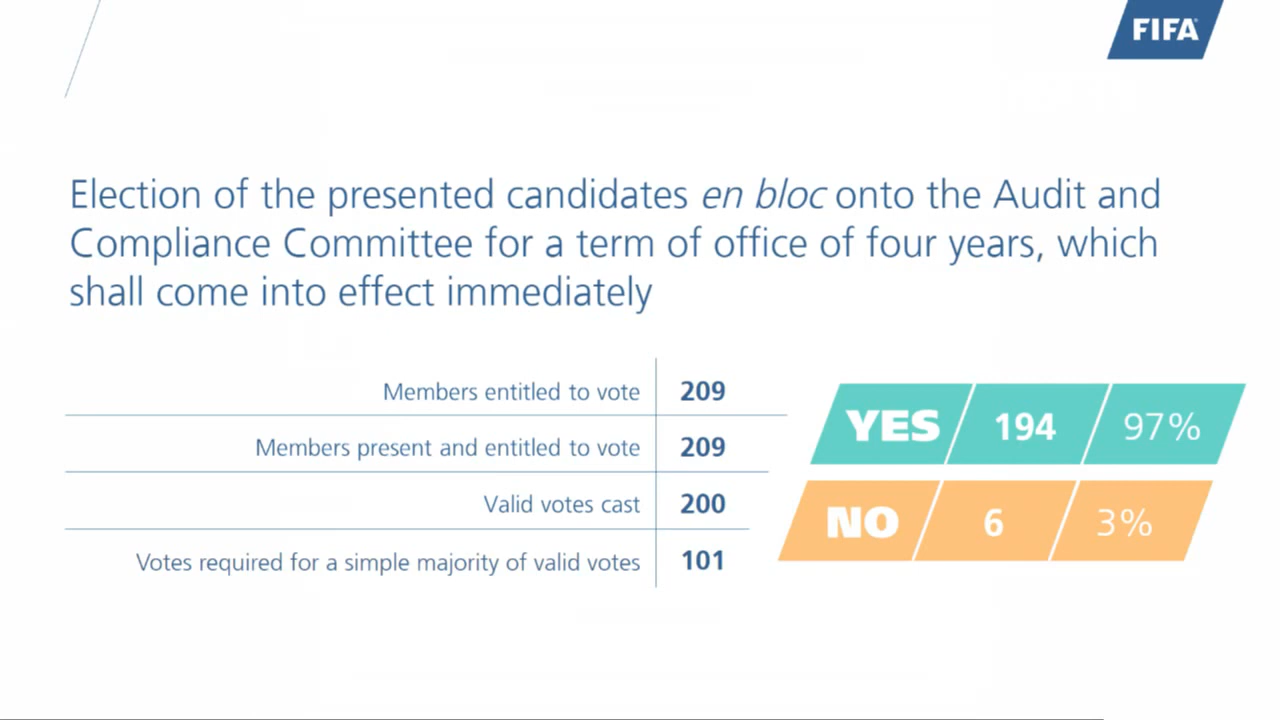 FIFA
Election of the presented candidates en bloc onto the Audit and
Compliance Committee for a term of office of four years, which
shall come into effect immediately
Members entitled to vote 209
Members present and entitled to vote 209
Valid votes cast 200
Votes required for a simple majority of valid votes 101
YES 194 97%
NO 6 3%